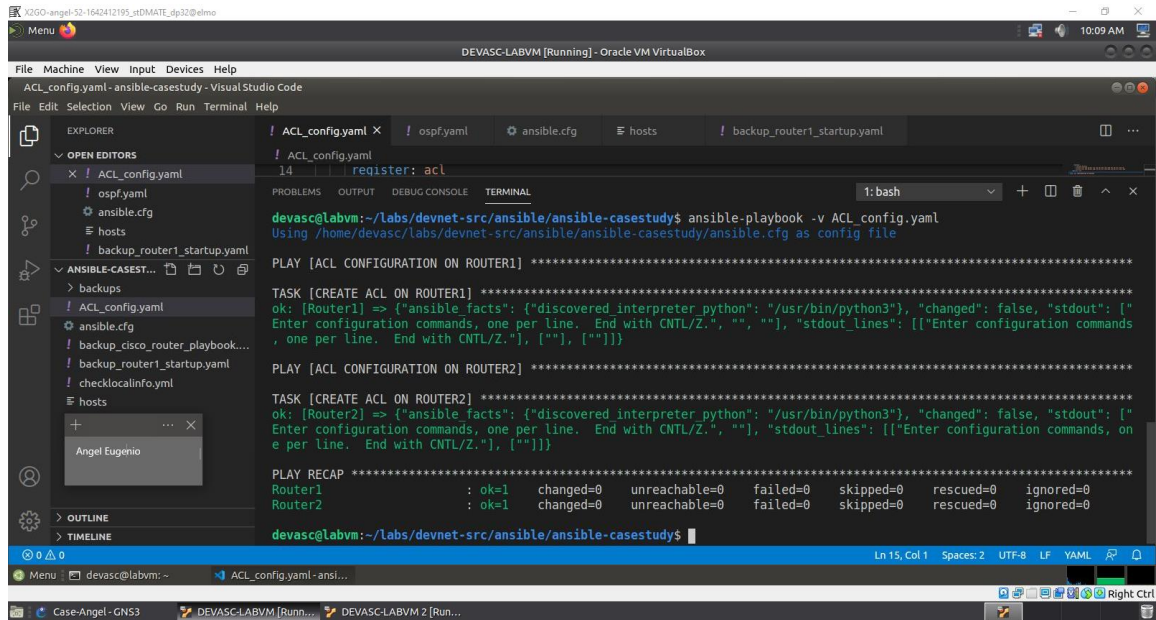 X2GO-angel-52-1642412195_stDMATE_dp32@elmo
Menu
10:09 AM
DEVASC-LABVM [Running] - Oracle VM VirtualBox
File Machine View Input Devices Help
ACL_config.yaml - ansible-casestudy - Visual Studio Code
File Edit Selection View Go Run Terminal Help
EXPLORER
OPEN EDITORS
ACL_config.yaml
ospf.yaml
ansible.cfg
hosts
backup_router1_startup.yaml
ANSIBLE-CASEST...
backups
ACL_config.yaml
ansible.cfg
backup_cisco_router_playbook....
backup_router1_startup.yaml
checklocalinfo.yml
hosts
Angel Eugenio
OUTLINE
TIMELINE
! ACL_config.yaml × ! ospf.yaml ansible.cfg hosts ! backup_router1_startup.yaml
! ACL_config.yaml
14 register: acl
PROBLEMS OUTPUT DEBUG CONSOLE TERMINAL 1: bash
devasc@labvm:~/labs/devnet-src/ansible/ansible-casestudy$ ansible-playbook -v ACL_config.yaml
Using /home/devasc/labs/devnet-src/ansible/ansible-casestudy/ansible.cfg as config file
PLAY [ACL CONFIGURATION ON ROUTER1] ***************************************************************************
TASK [CREATE ACL ON ROUTER1] **********************************************************************************
ok: [Router1] => {"ansible_facts": {"discovered_interpreter_python": "/usr/bin/python3"}, "changed": false, "stdout": ["
Enter configuration commands, one per line.  End with CNTL/Z.", "", ""], "stdout_lines": [["Enter configuration commands
, one per line.  End with CNTL/Z."], [""], [""]]}
PLAY [ACL CONFIGURATION ON ROUTER2] ***************************************************************************
TASK [CREATE ACL ON ROUTER2] **********************************************************************************
ok: [Router2] => {"ansible_facts": {"discovered_interpreter_python": "/usr/bin/python3"}, "changed": false, "stdout": ["
Enter configuration commands, one per line.  End with CNTL/Z.", ""], "stdout_lines": [["Enter configuration commands, on
e per line.  End with CNTL/Z."], [""]]}
PLAY RECAP ****************************************************************************************************
Router1 : ok=1 changed=0 unreachable=0 failed=0 skipped=0 rescued=0 ignored=0
Router2 : ok=1 changed=0 unreachable=0 failed=0 skipped=0 rescued=0 ignored=0
devasc@labvm:~/labs/devnet-src/ansible/ansible-casestudy$
0 0 Ln 15, Col 1 Spaces: 2 UTF-8 LF YAML
Menu devasc@labvm: ~ ACL_config.yaml - ansi...
Right Ctrl
Case-Angel - GNS3 DEVASC-LABVM [Runn... DEVASC-LABVM 2 [Run...